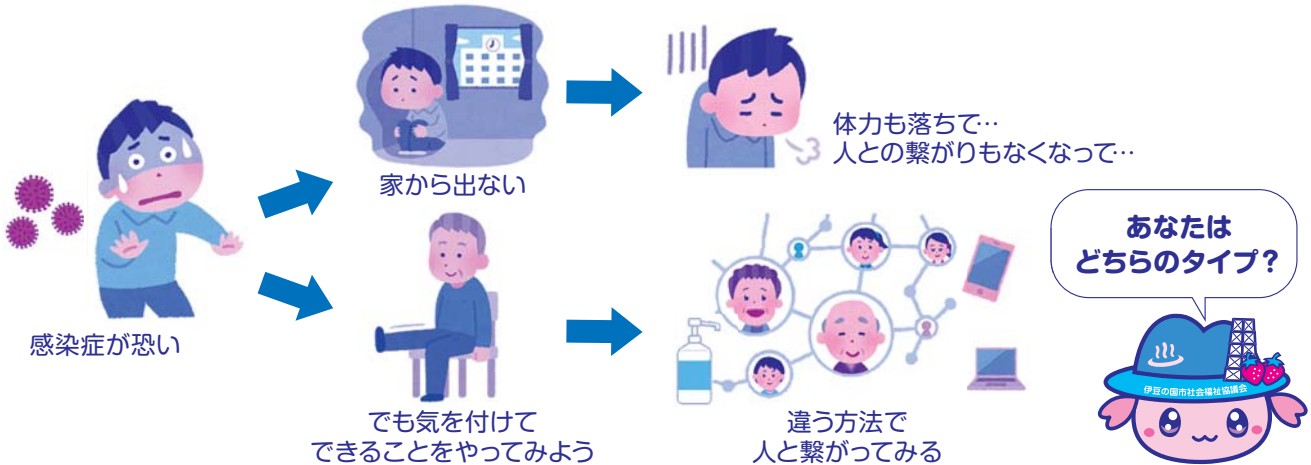 感染症が恐い
家から出ない
体力も落ちて…
人との繋がりもなくなって…
でも気を付けて
できることをやってみよう
違う方法で
人と繋がってみる
あなたは
どちらのタイプ？
伊豆の国市社会福祉協議会